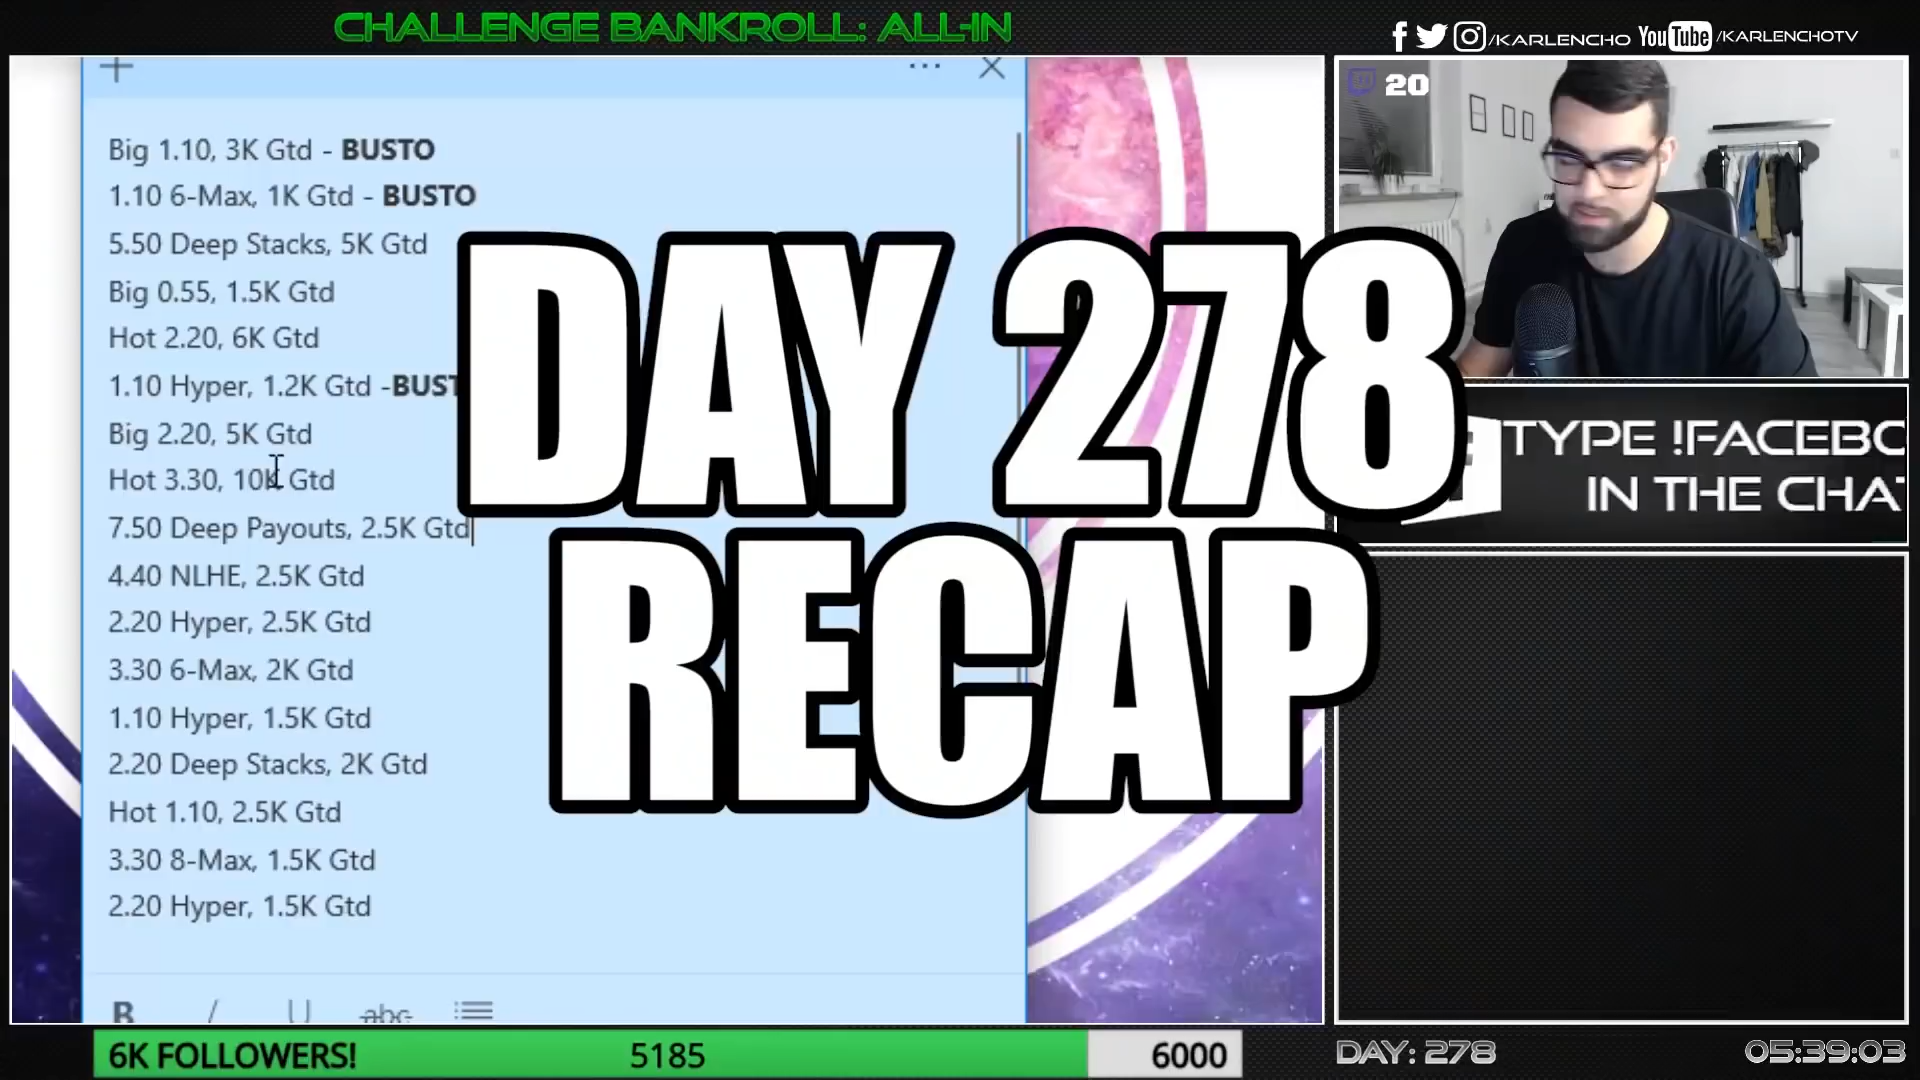 CHALLENGE BANKROLL: ALL-IN
/KARLENCHO YouTube /KARLENCHOTV
20
Big 1.10, 3K Gtd - BUSTO
1.10 6-Max, 1K Gtd - BUSTO
5.50 Deep Stacks, 5K Gtd
Big 0.55, 1.5K Gtd
Hot 2.20, 6K Gtd
1.10 Hyper, 1.2K Gtd -BUST
Big 2.20, 5K Gtd
Hot 3.30, 10K Gtd
7.50 Deep Payouts, 2.5K Gtd
4.40 NLHE, 2.5K Gtd
2.20 Hyper, 2.5K Gtd
3.30 6-Max, 2K Gtd
1.10 Hyper, 1.5K Gtd
2.20 Deep Stacks, 2K Gtd
Hot 1.10, 2.5K Gtd
3.30 8-Max, 1.5K Gtd
2.20 Hyper, 1.5K Gtd
B I U abc
DAY 278
RECAP
TYPE !FACEBO
IN THE CHA
6K FOLLOWERS! 5185 6000
DAY: 278 05:39:03